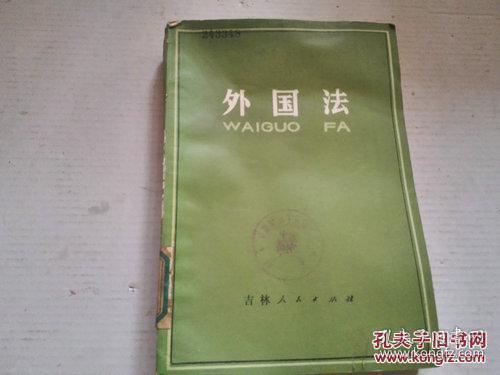 243348
外国法
WAIGUO FA
吉林人民出版社
孔夫子旧书网
www.kongfz.com